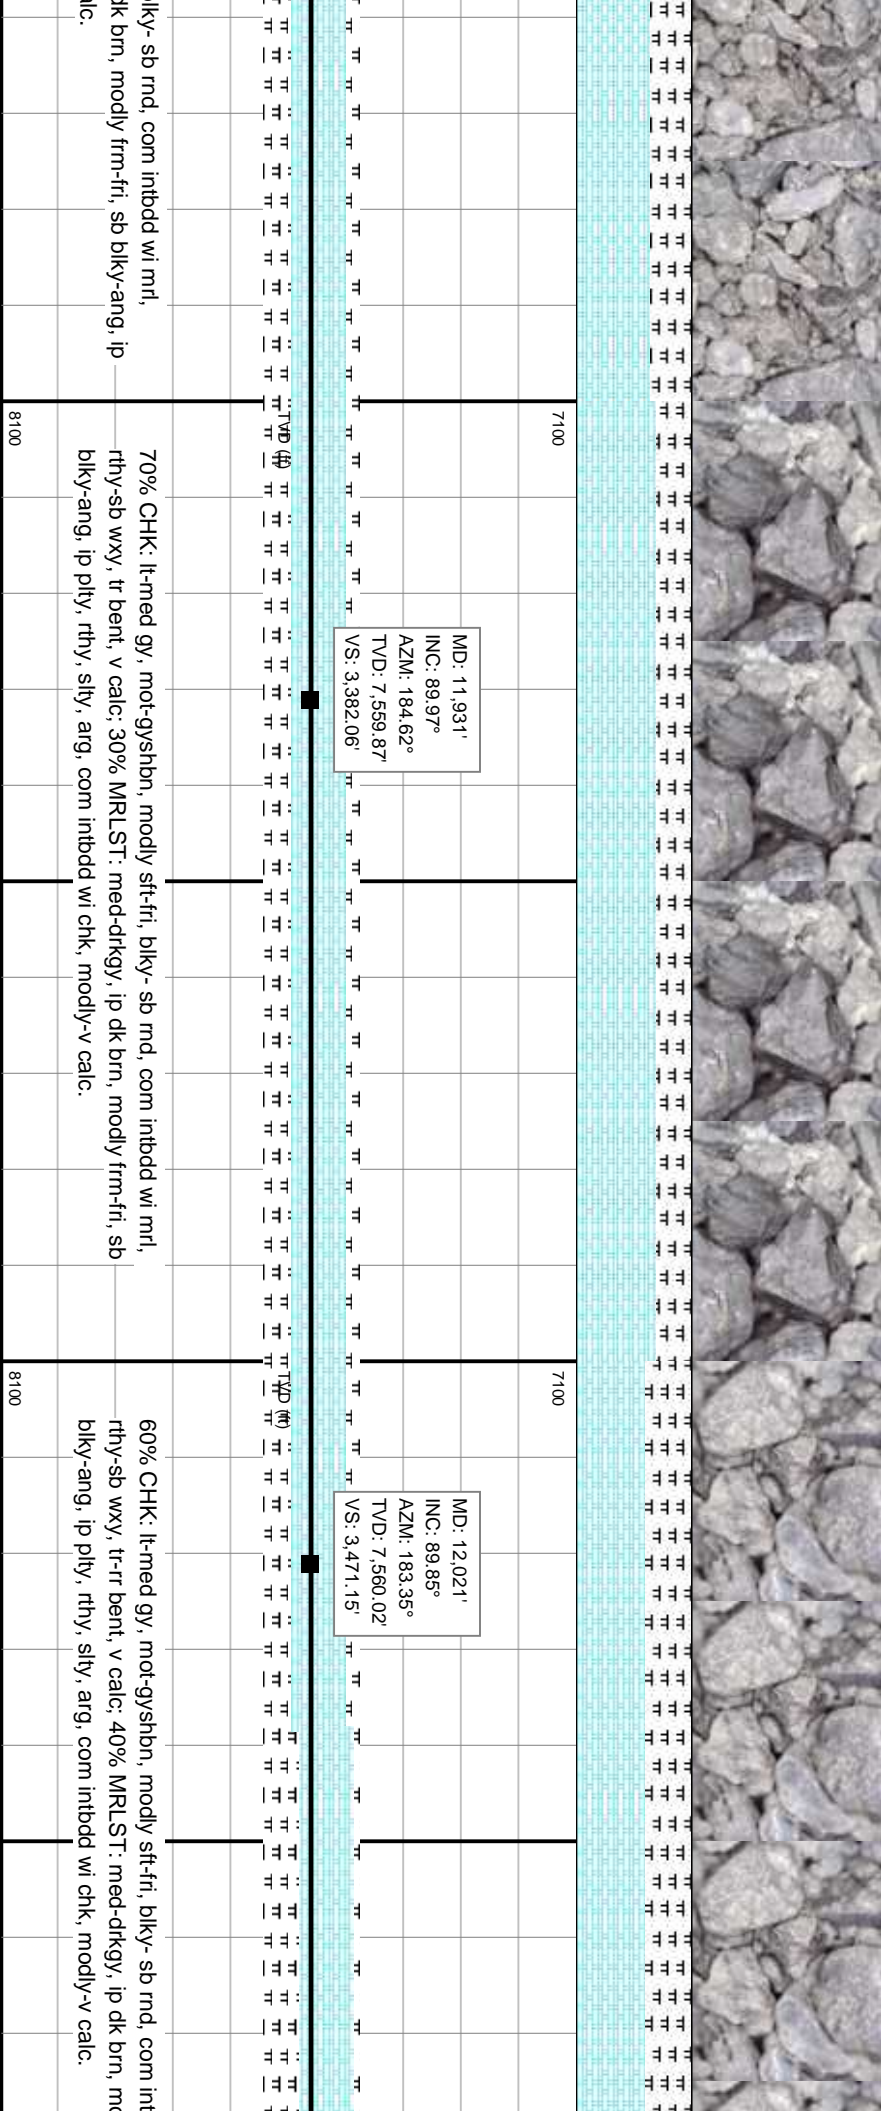 lky- sb rnd, com intbdd wi mrl,
dk brn, modly frm-fri, sb blky-ang, ip
alc.
8100
TVD (ft)
7100
70% CHK: lt-med gy, mot-gyshbn, modly sft-fri, blky- sb rnd, com intbdd wi mrl,
rthy-sb wxy, tr bent, v calc; 30% MRLST: med-drkgy, ip dk brn, modly frm-fri, sb
blky-ang, ip plty, rthy, slty, arg, com intbdd wi chk, modly-v calc.
MD: 11,931'
INC: 89.97°
AZM: 184.62°
TVD: 7,559.87'
VS: 3,382.06'
8100
TVD (ft)
7100
60% CHK: lt-med gy, mot-gyshbn, modly sft-fri, blky- sb rnd, com int
rthy-sb wxy, tr-rr bent, v calc; 40% MRLST: med-drkgy, ip dk brn, mo
blky-ang, ip plty, rthy, slty, arg, com intbdd wi chk, modly-v calc.
MD: 12,021'
INC: 89.85°
AZM: 183.35°
TVD: 7,560.02'
VS: 3,471.15'